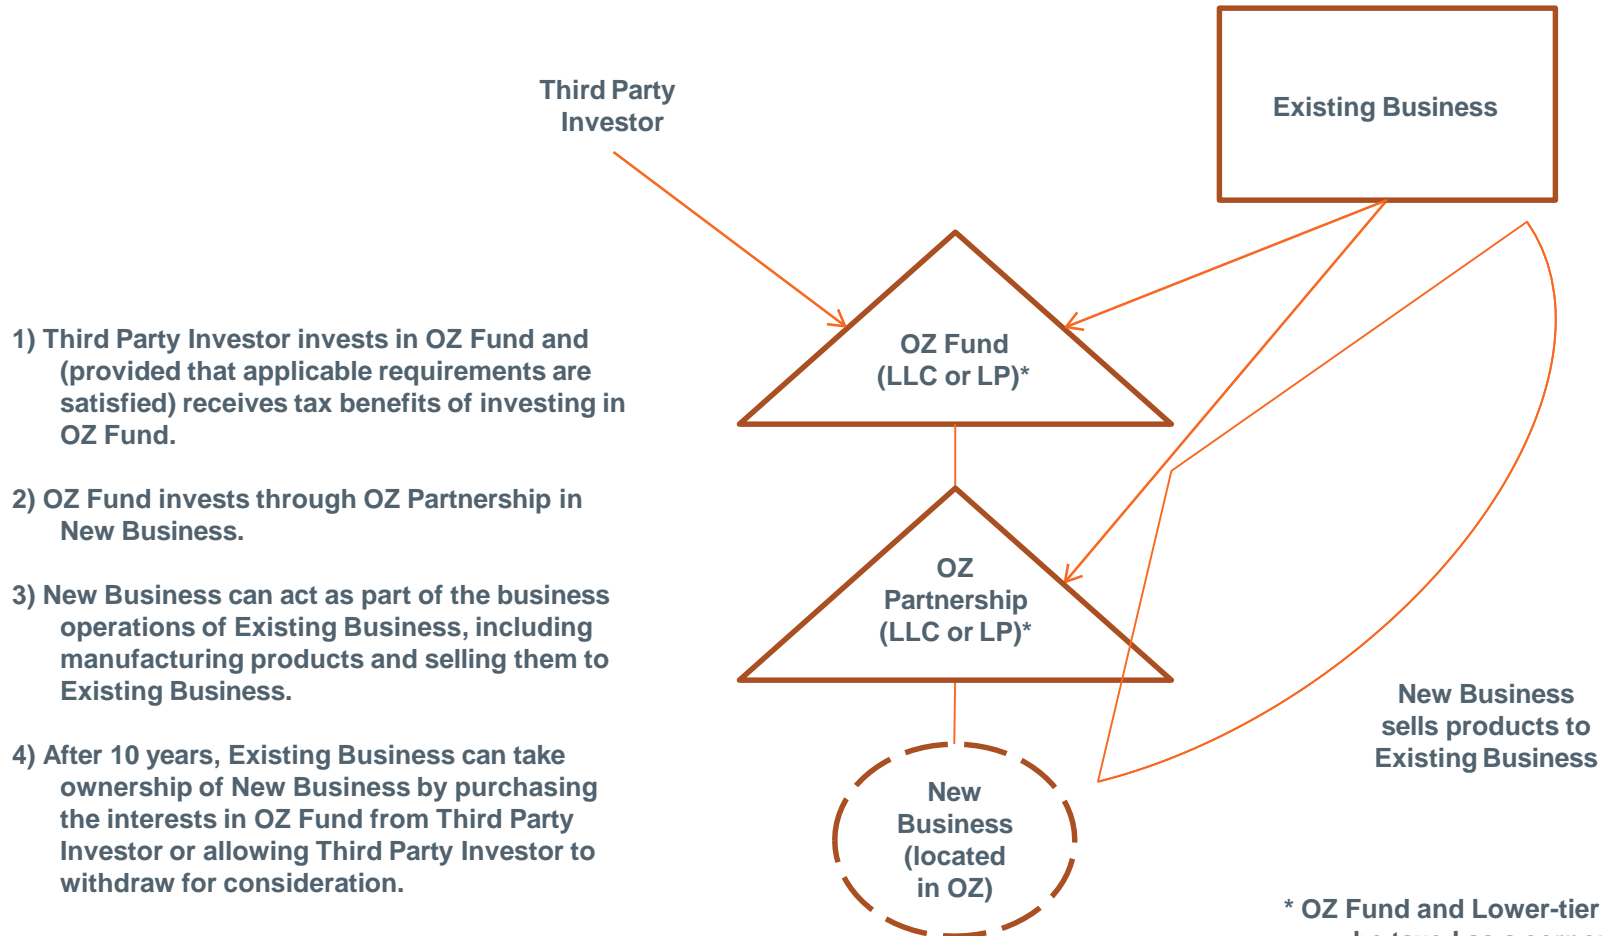 Third Party
Investor
Existing Business
OZ Fund
(LLC or LP)*
1) Third Party Investor invests in OZ Fund and
(provided that applicable requirements are
satisfied) receives tax benefits of investing in
OZ Fund.
2) OZ Fund invests through OZ Partnership in
New Business.
3) New Business can act as part of the business
operations of Existing Business, including
manufacturing products and selling them to
Existing Business.
4) After 10 years, Existing Business can take
ownership of New Business by purchasing
the interests in OZ Fund from Third Party
Investor or allowing Third Party Investor to
withdraw for consideration.
OZ
Partnership
(LLC or LP)*
New Business
sells products to
Existing Business
New
Business
(located
in OZ)
* OZ Fund and Lower-tier